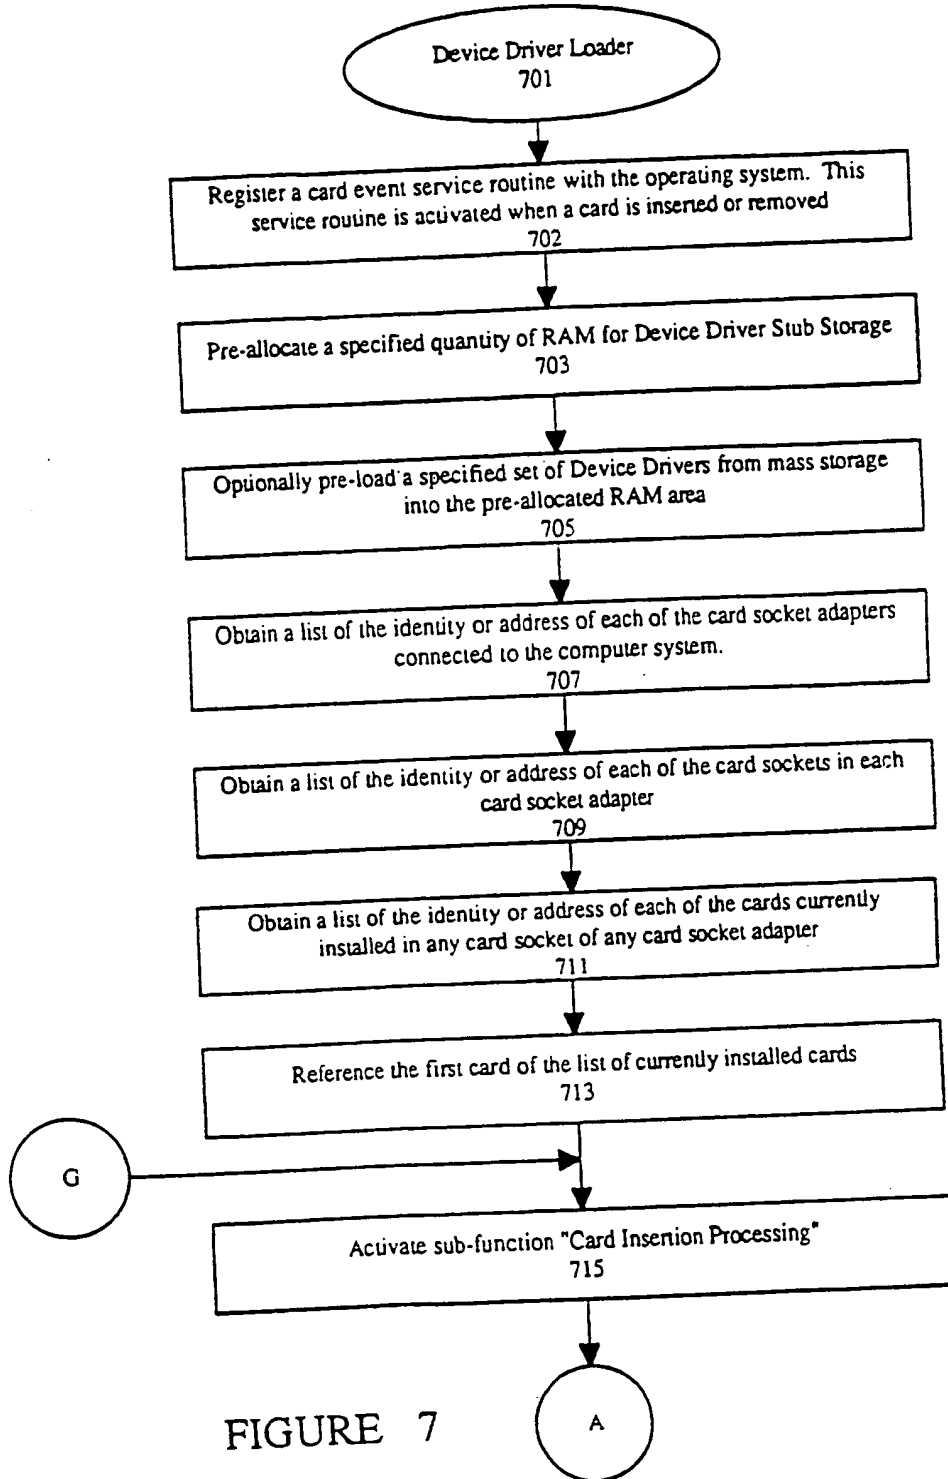 Device Driver Loader
701
Register a card event service routine with the operating system. This
service routine is activated when a card is inserted or removed
702
Pre-allocate a specified quantity of RAM for Device Driver Stub Storage
703
Optionally pre-load a specified set of Device Drivers from mass storage
into the pre-allocated RAM area
705
Obtain a list of the identity or address of each of the card socket adapters
connected to the computer system.
707
Obtain a list of the identity or address of each of the card sockets in each
card socket adapter
709
Obtain a list of the identity or address of each of the cards currently
installed in any card socket of any card socket adapter
711
Reference the first card of the list of currently installed cards
713
G
Activate sub-function "Card Insertion Processing"
715
A
FIGURE 7